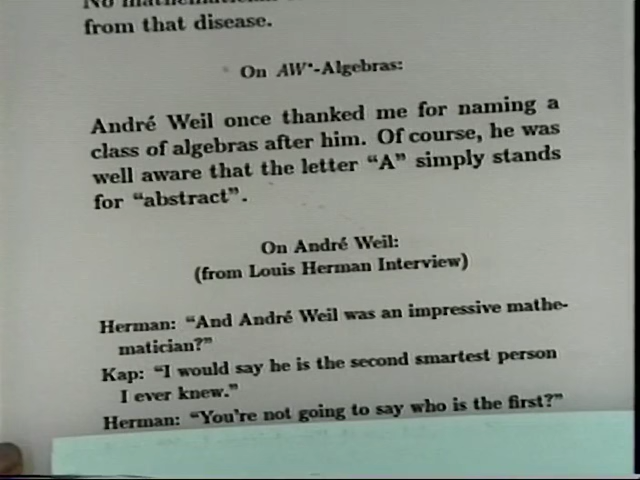 No
from that disease.
On AW*-Algebras:
André Weil once thanked me for naming a
class of algebras after him. Of course, he was
well aware that the letter “A” simply stands
for “abstract”.
On André Weil:
(from Louis Herman Interview)
Herman: “And André Weil was an impressive mathe-
matician?”
Kap: “I would say he is the second smartest person
I ever knew.”
Herman: “You're not going to say who is the first?”